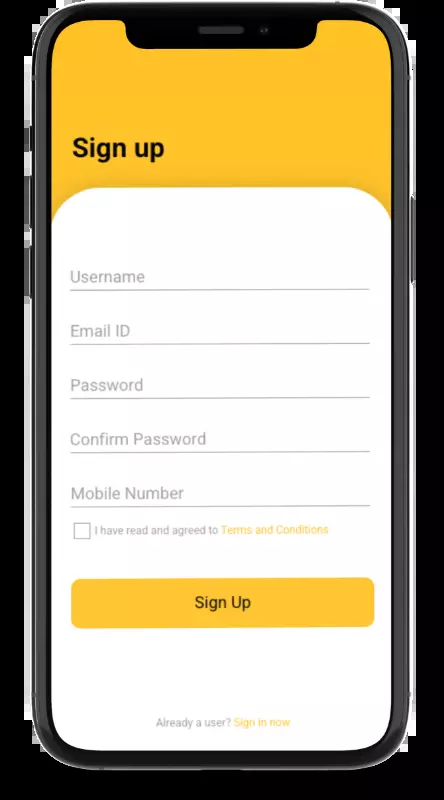 Sign up
Username
Email ID
Password
Confirm Password
Mobile Number
I have read and agreed to Terms and Conditions
Sign Up
Already a user? Sign in now